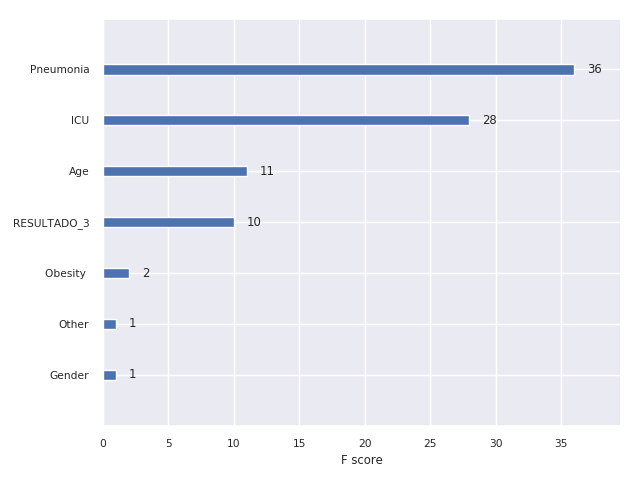 Pneumonia 36
ICU 28
Age 11
RESULTADO_3 10
Obesity 2
Other 1
Gender 1
0 5 10 15 20 25 30 35
F score